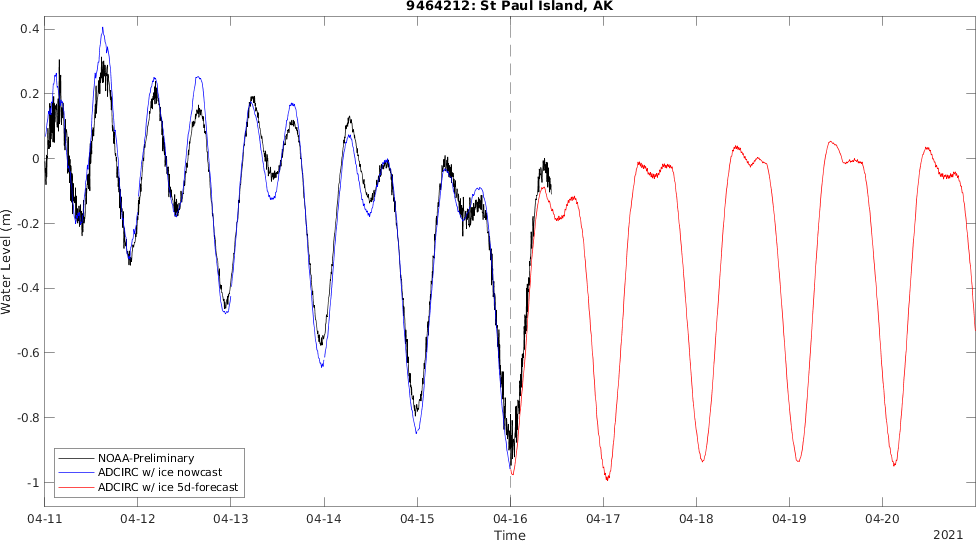 9464212: St Paul Island, AK
0.4
0.2
0
-0.2
-0.4
-0.6
-0.8
-1
Water Level (m)
NOAA-Preliminary
ADCIRC w/ ice nowcast
ADCIRC w/ ice 5d-forecast
04-11 04-12 04-13 04-14 04-15 04-16 04-17 04-18 04-19 04-20
Time
2021